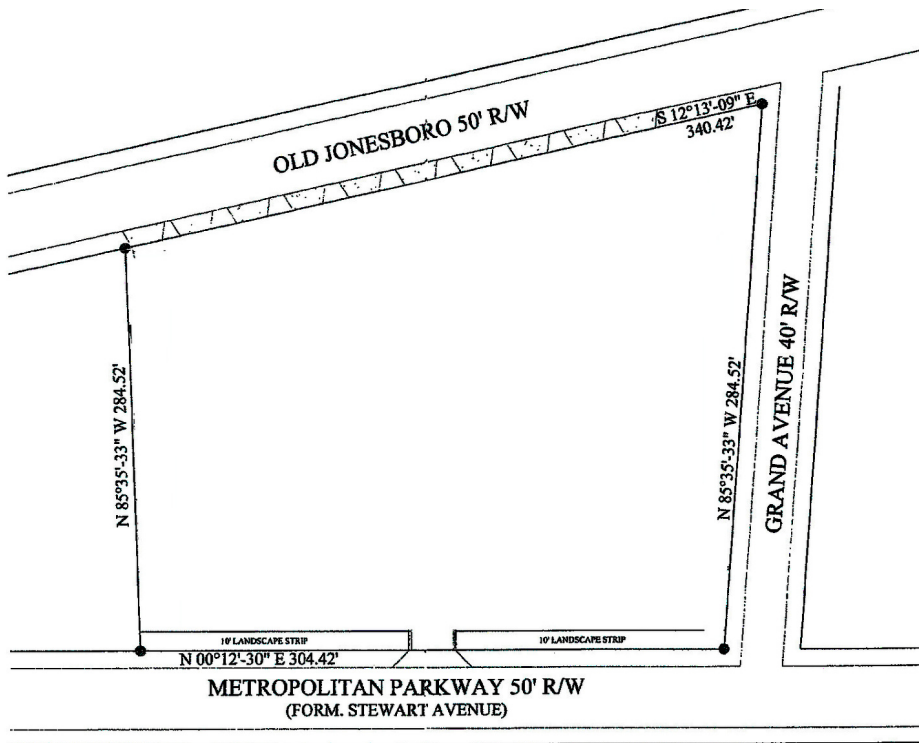 OLD JONESBORO 50' R/W
S 12°13'-09" E
340.42'
N 85°35'-33" W 284.52'
N 85°35'-33" W 284.52'
GRAND AVENUE 40' R/W
10' LANDSCAPE STRIP
10' LANDSCAPE STRIP
N 00°12'-30" E 304.42'
METROPOLITAN PARKWAY 50' R/W
(FORM. STEWART AVENUE)